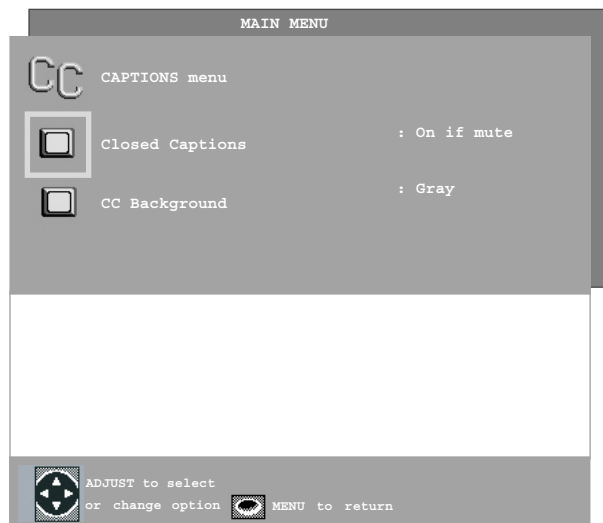 MAIN MENU
CC CAPTIONS menu
Closed Captions : On if mute
CC Background : Gray
ADJUST to select
or change option MENU to return